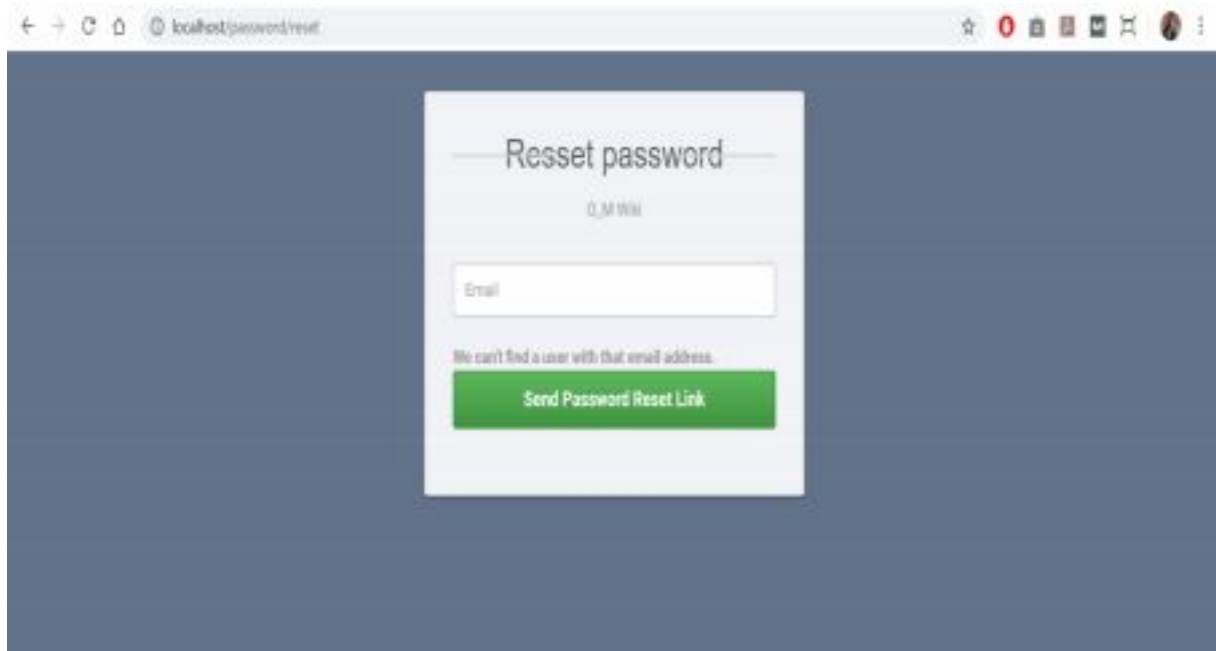 localhost/password/reset
Resset password
O_M Wiki
Email
We can't find a user with that email address.
Send Password Reset Link